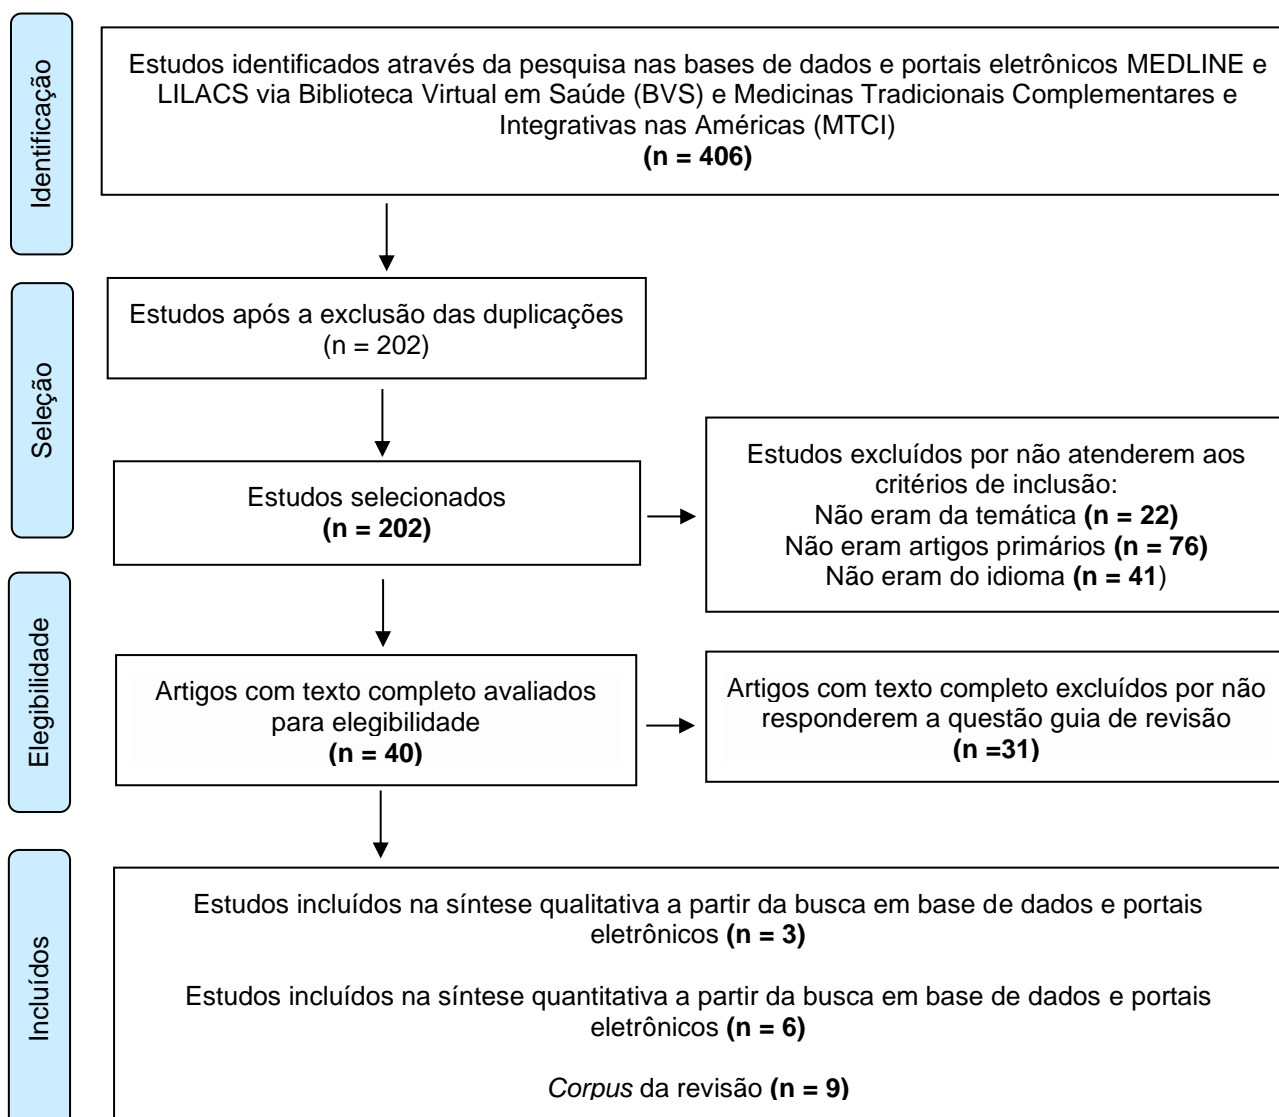 Identificação
Estudos identificados através da pesquisa nas bases de dados e portais eletrônicos MEDLINE e
LILACS via Biblioteca Virtual em Saúde (BVS) e Medicinas Tradicionais Complementares e
Integrativas nas Américas (MTCI)
(n = 406)
Seleção
Estudos após a exclusão das duplicações
(n = 202)
Estudos selecionados
(n = 202)
Estudos excluídos por não atenderem aos
critérios de inclusão:
Não eram da temática (n = 22)
Não eram artigos primários (n = 76)
Não eram do idioma (n = 41)
Elegibilidade
Artigos com texto completo avaliados
para elegibilidade
(n = 40)
Artigos com texto completo excluídos por não
responderem a questão guia de revisão
(n =31)
Incluídos
Estudos incluídos na síntese qualitativa a partir da busca em base de dados e portais
eletrônicos (n = 3)
Estudos incluídos na síntese quantitativa a partir da busca em base de dados e portais
eletrônicos (n = 6)
Corpus da revisão (n = 9)